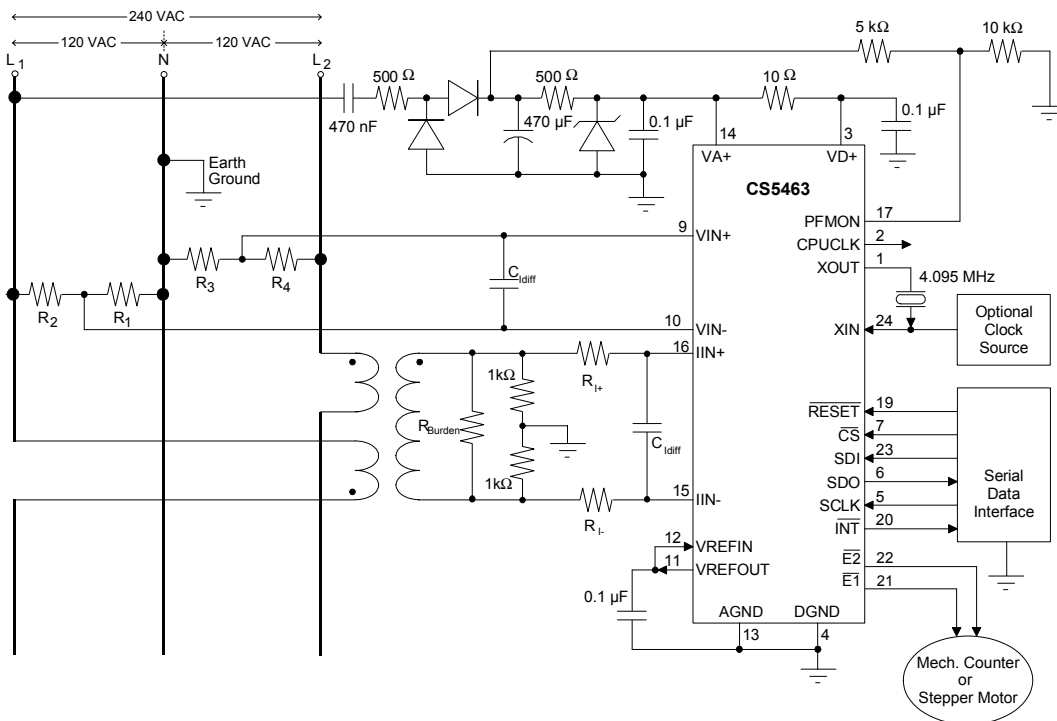 240 VAC
120 VAC
120 VAC
L1
N
L2
5 kΩ
10 kΩ
500 Ω
500 Ω
10 Ω
470 nF
470 µF
0.1 µF
0.1 µF
14
3
VA+
VD+
Earth
Ground
CS5463
PFMON
17
CPUCLK
2
XOUT
1
4.095 MHz
9
VIN+
R3
R4
CIdiff
R2
R1
10
VIN-
XIN
24
Optional
Clock
Source
16
IIN+
RI+
1kΩ
RBurden
CIdiff
1kΩ
15
IIN-
RI-
RESET
19
CS
7
SDI
23
SDO
6
SCLK
5
INT
20
Serial
Data
Interface
12
VREFIN
11
VREFOUT
E2
22
E1
21
0.1 µF
AGND
DGND
13
4
Mech. Counter
or
Stepper Motor